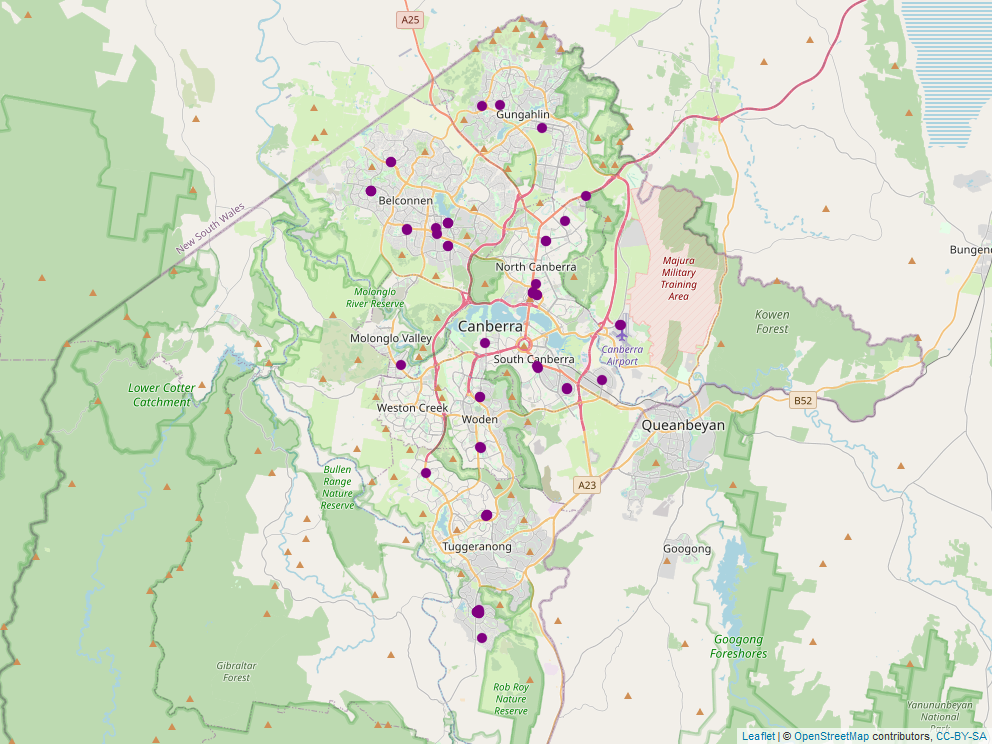 A25
Gungahlin
Belconnen
New South Wales
North Canberra
Majura
Military
Training
Area
Bungend
Molonglo
River Reserve
Kowen
Forest
Canberra
Molonglo Valley
Canberra
Airport
South Canberra
Lower Cotter
Catchment
B52
Weston Creek
Woden
Queanbeyan
Bullen
Range
Nature
Reserve
A23
Tuggeranong
Googong
Googong
Foreshores
Gibraltar
Forest
Rob Roy
Nature
Reserve
Yanununbeyan
National
Park
Leaflet | © OpenStreetMap contributors, CC-BY-SA